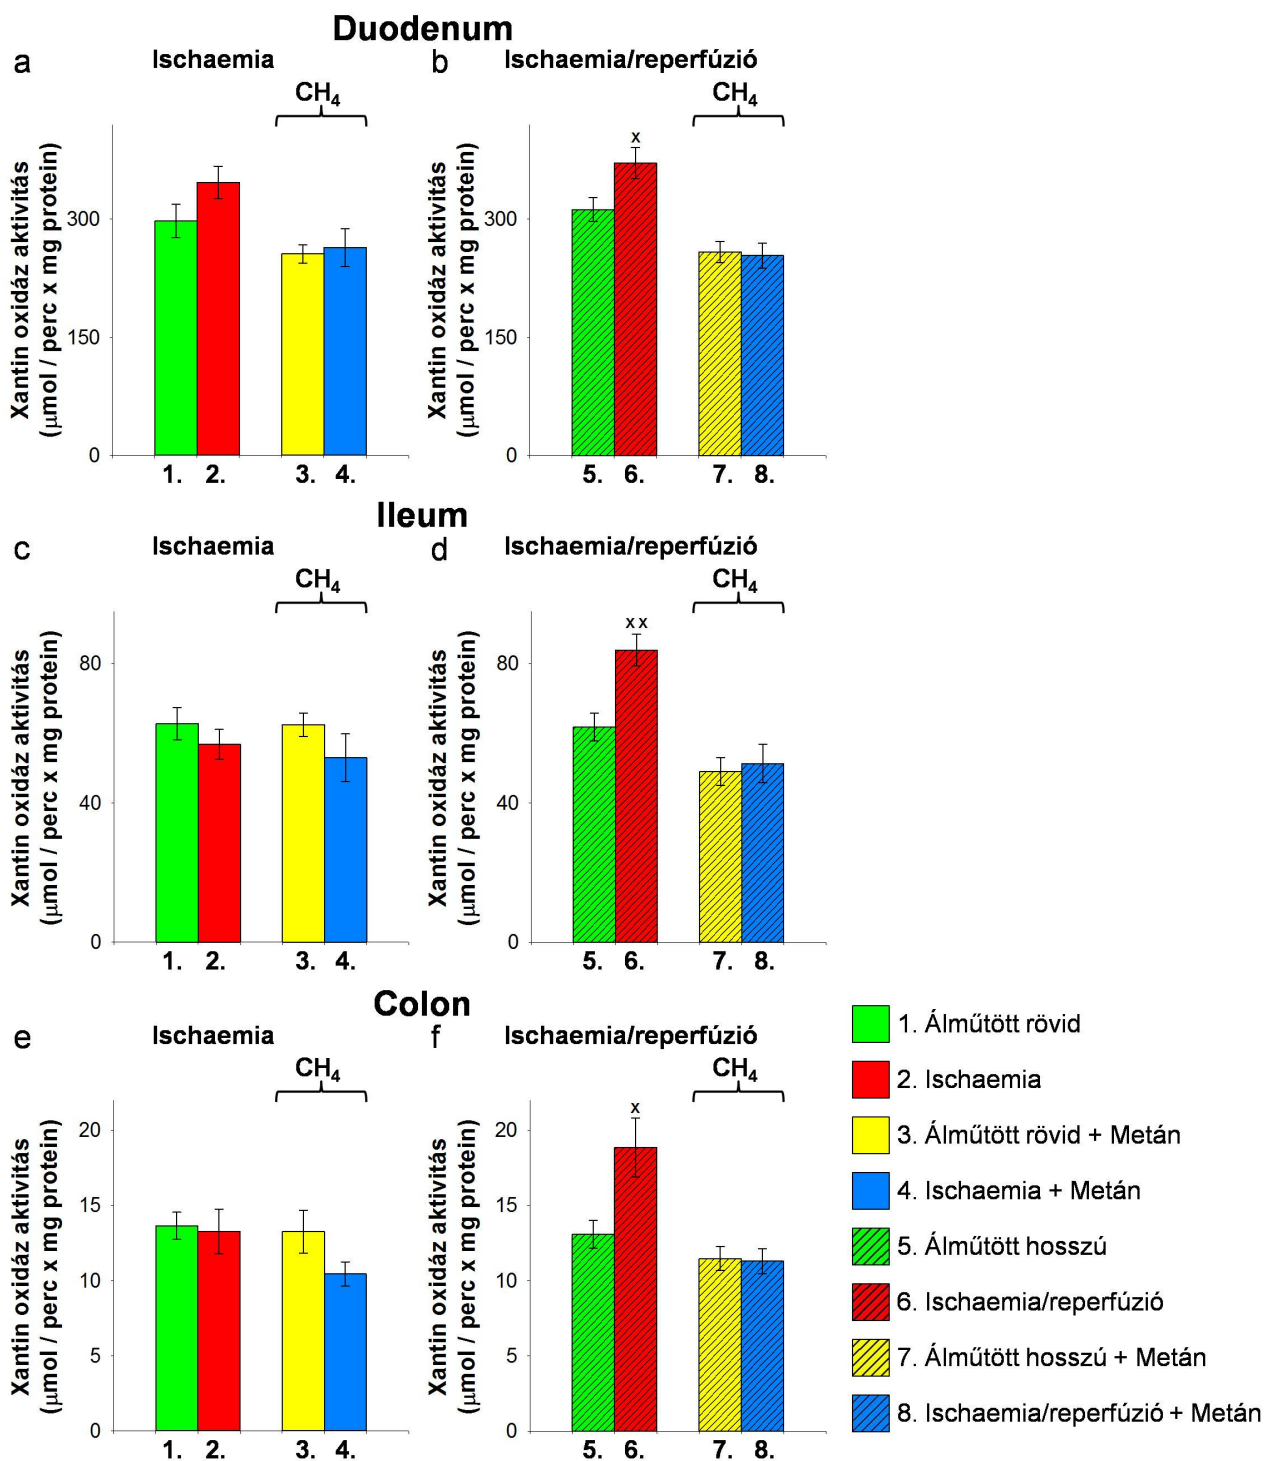 Duodenum
a
Ischaemia
CH₄
Xantin oxidáz aktivitás
(μmol / perc x mg protein)
300
150
0
1. 2. 3. 4.
b
Ischaemia/reperfúzió
CH₄
Xantin oxidáz aktivitás
(μmol / perc x mg protein)
300
150
0
x
5. 6. 7. 8.
Ileum
c
Ischaemia
CH₄
Xantin oxidáz aktivitás
(μmol / perc x mg protein)
80
40
0
1. 2. 3. 4.
d
Ischaemia/reperfúzió
CH₄
Xantin oxidáz aktivitás
(μmol / perc x mg protein)
80
40
0
x x
5. 6. 7. 8.
Colon
e
Ischaemia
CH₄
Xantin oxidáz aktivitás
(μmol / perc x mg protein)
20
15
10
5
0
1. 2. 3. 4.
f
Ischaemia/reperfúzió
CH₄
Xantin oxidáz aktivitás
(μmol / perc x mg protein)
20
15
10
5
0
x
5. 6. 7. 8.
1. Álműtött rövid
2. Ischaemia
3. Álműtött rövid + Metán
4. Ischaemia + Metán
5. Álműtött hosszú
6. Ischaemia/reperfúzió
7. Álműtött hosszú + Metán
8. Ischaemia/reperfúzió + Metán